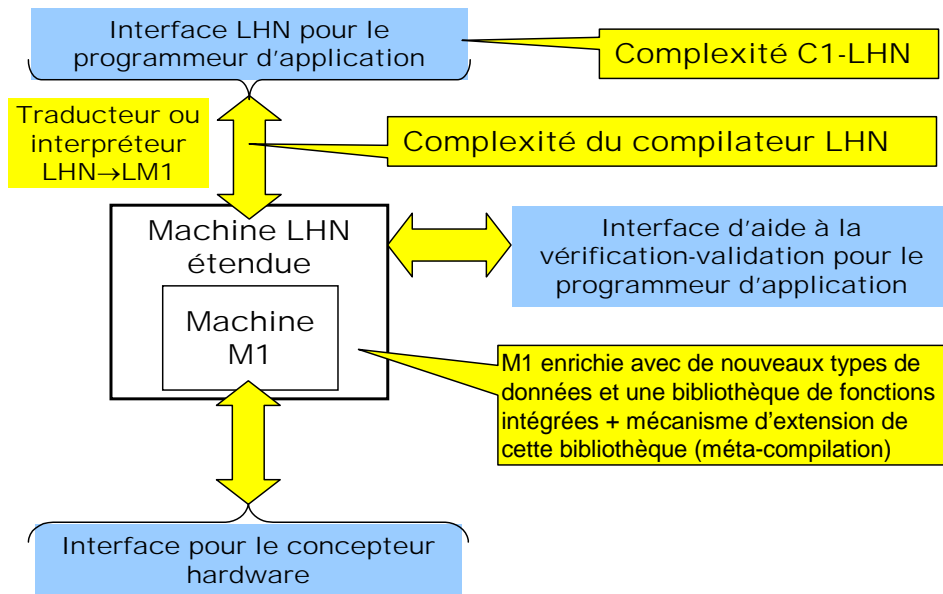 Interface LHN pour le
programmeur d'application
Complexité C1-LHN
Traducteur ou
interpréteur
LHN→LM1
Complexité du compilateur LHN
Machine LHN
étendue
Interface d'aide à la
vérification-validation pour le
programmeur d'application
Machine
M1
M1 enrichie avec de nouveaux types de
données et une bibliothèque de fonctions
intégrées + mécanisme d'extension de
cette bibliothèque (méta-compilation)
Interface pour le concepteur
hardware